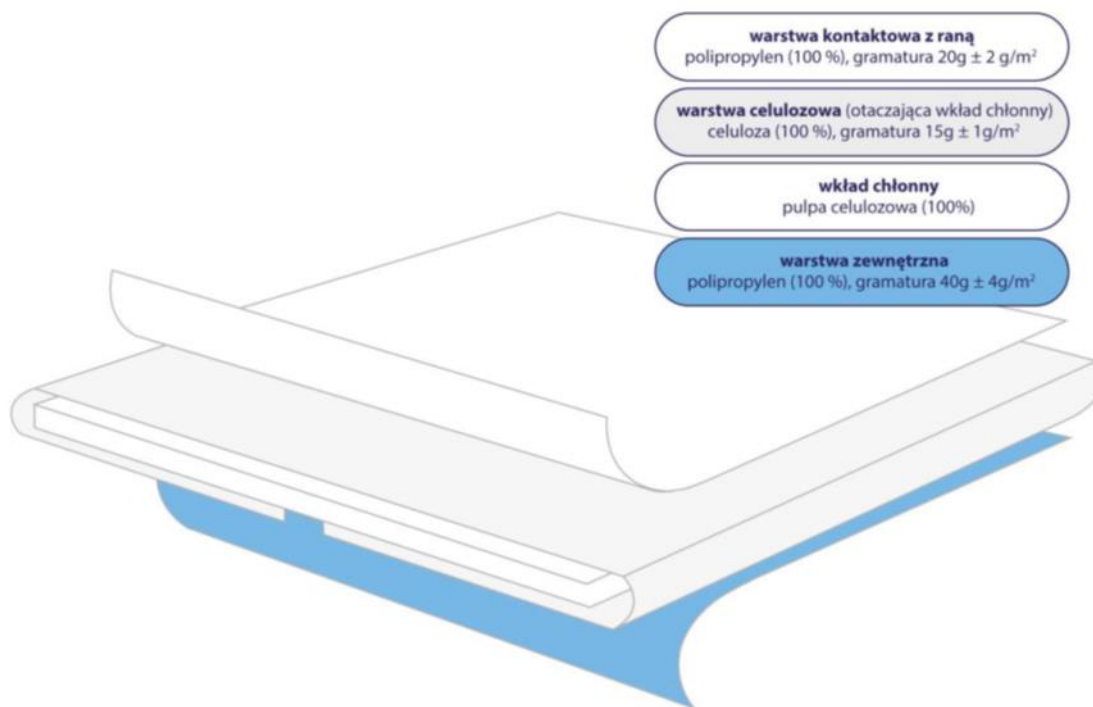 warstwa kontaktowa z raną
polipropylen (100 %), gramatura 20g ± 2 g/m²
warstwa celulozowa (otaczająca wkład chłonny)
celuloza (100 %), gramatura 15g ± 1g/m²
wkład chłonny
pulpa celulozowa (100%)
warstwa zewnętrzna
polipropylen (100 %), gramatura 40g ± 4g/m²